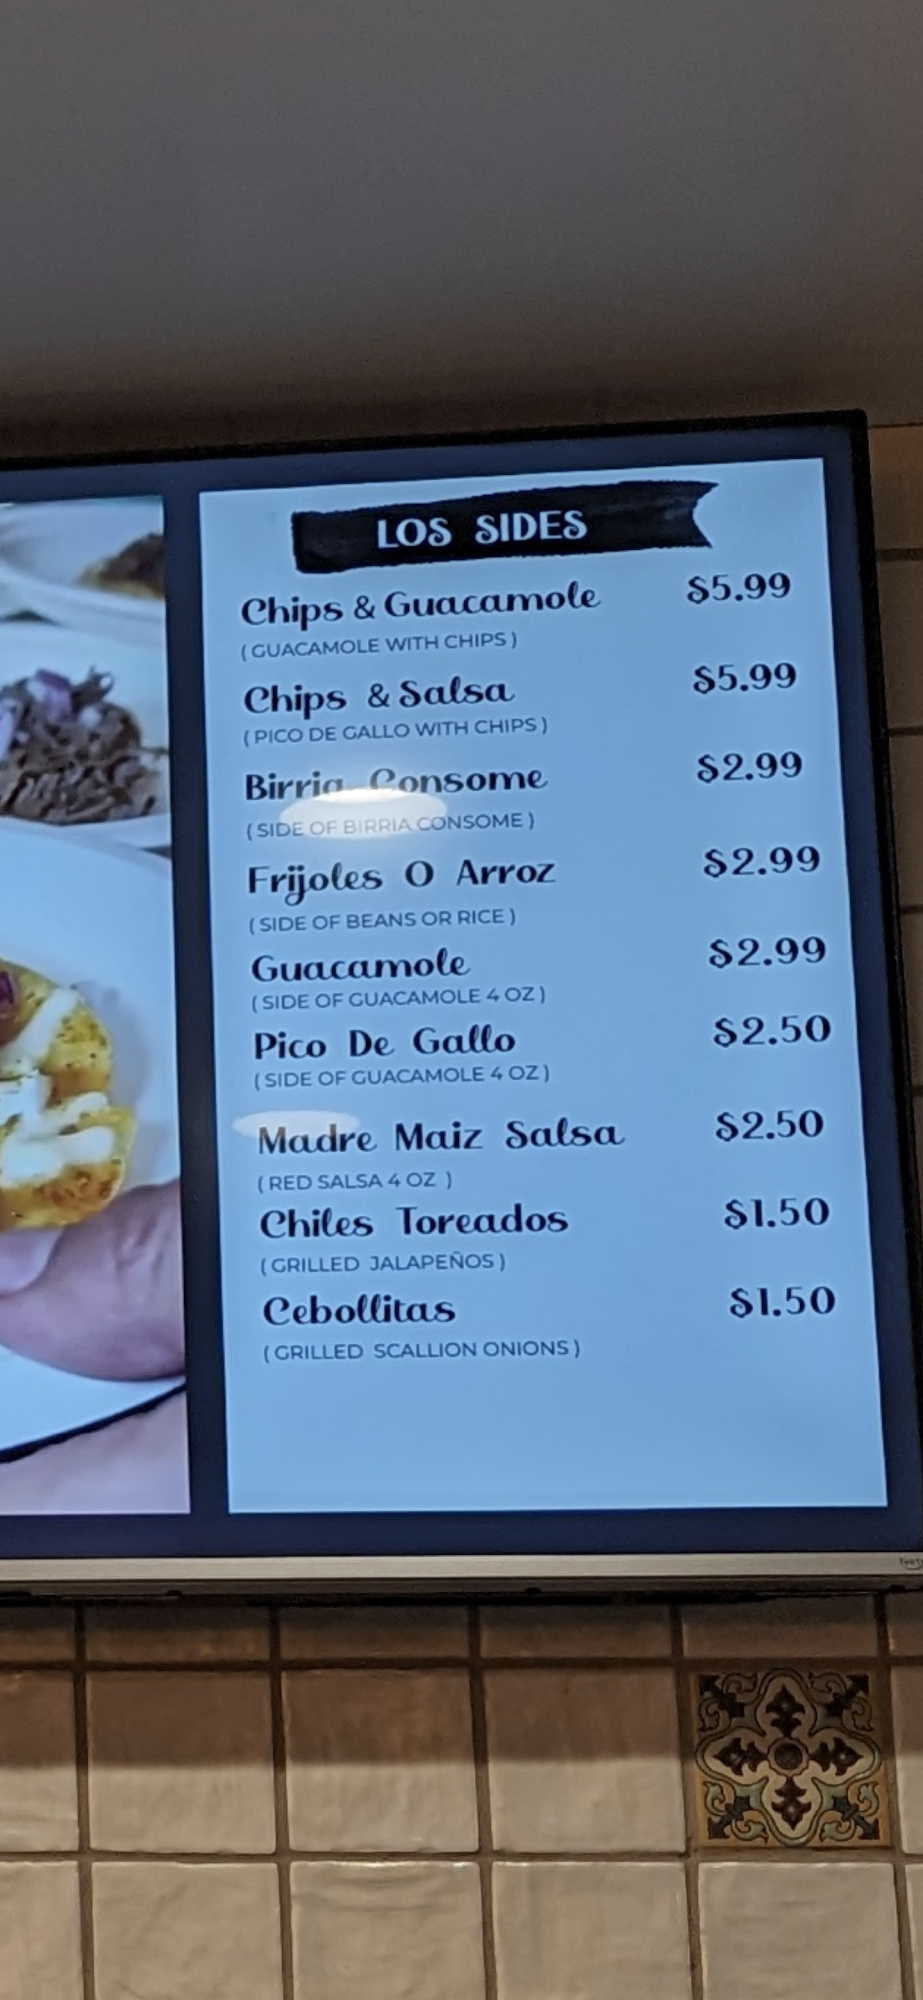 LOS SIDES
Chips & Guacamole $5.99
( GUACAMOLE WITH CHIPS )
Chips & Salsa $5.99
( PICO DE GALLO WITH CHIPS )
Birria Consome $2.99
( SIDE OF BIRRIA CONSOME )
Frijoles O Arroz $2.99
( SIDE OF BEANS OR RICE )
Guacamole $2.99
( SIDE OF GUACAMOLE 4 OZ )
Pico De Gallo $2.50
( SIDE OF GUACAMOLE 4 OZ )
Madre Maiz Salsa $2.50
( RED SALSA 4 OZ )
Chiles Toreados $1.50
( GRILLED JALAPEÑOS )
Cebollitas $1.50
( GRILLED SCALLION ONIONS )